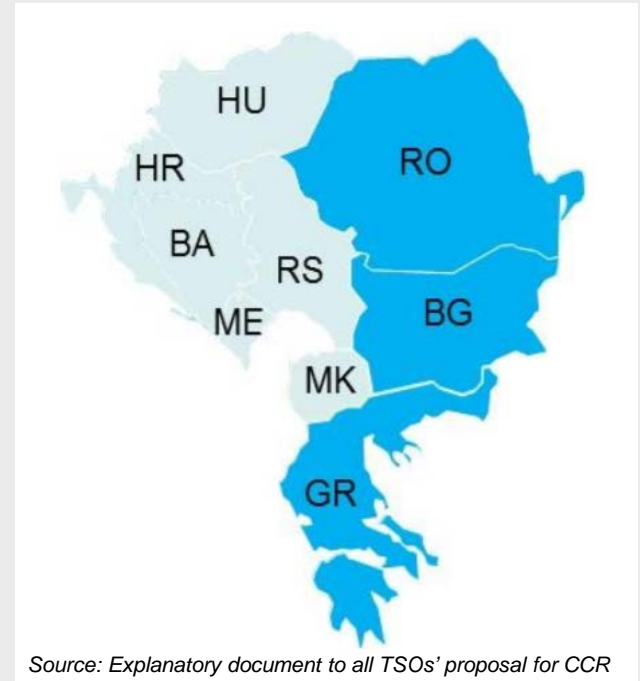 HU
RO
HR
BA
RS
BG
ME
MK
GR
Source: Explanatory document to all TSOs' proposal for CCR